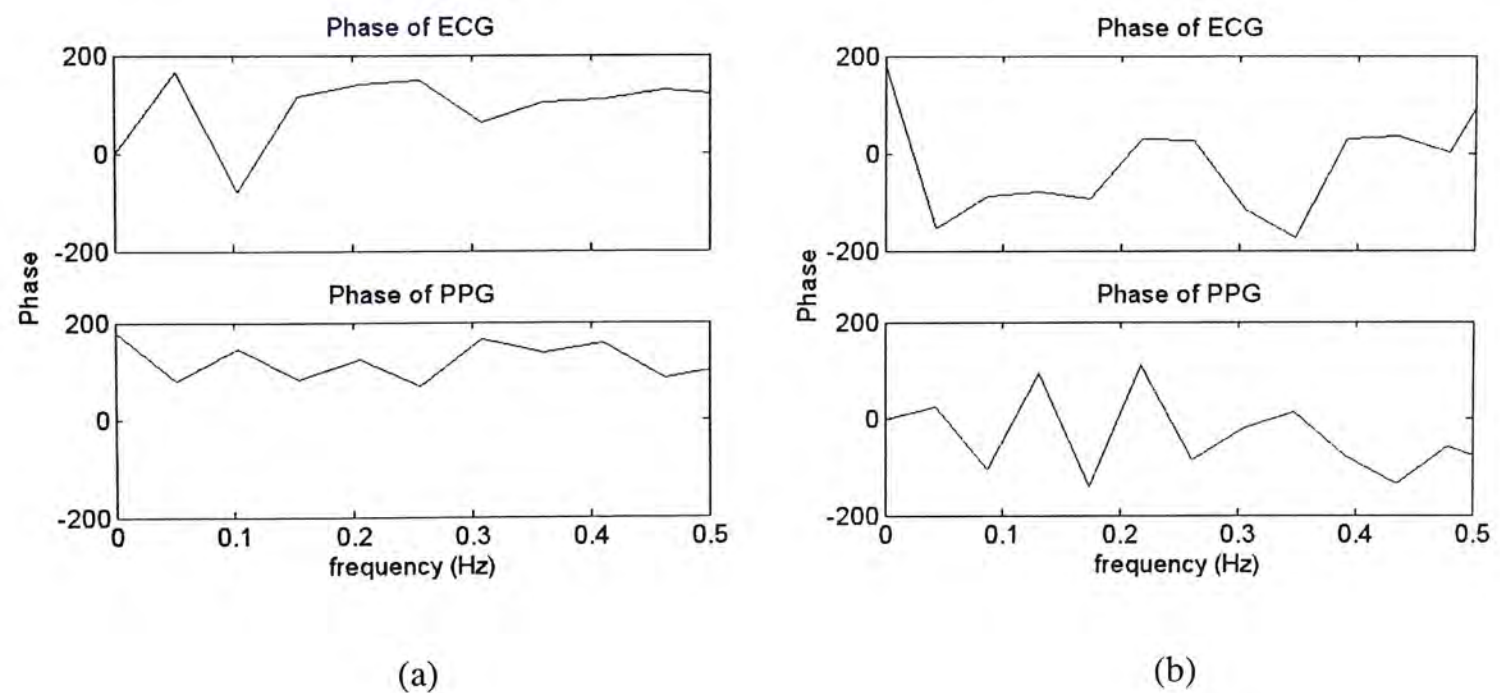 Phase of ECG
200
0
-200
Phase of PPG
200
0
-200
0 0.1 0.2 0.3 0.4 0.5
frequency (Hz)
Phase
(a)
Phase of ECG
200
0
-200
Phase of PPG
200
0
-200
0 0.1 0.2 0.3 0.4 0.5
frequency (Hz)
Phase
(b)